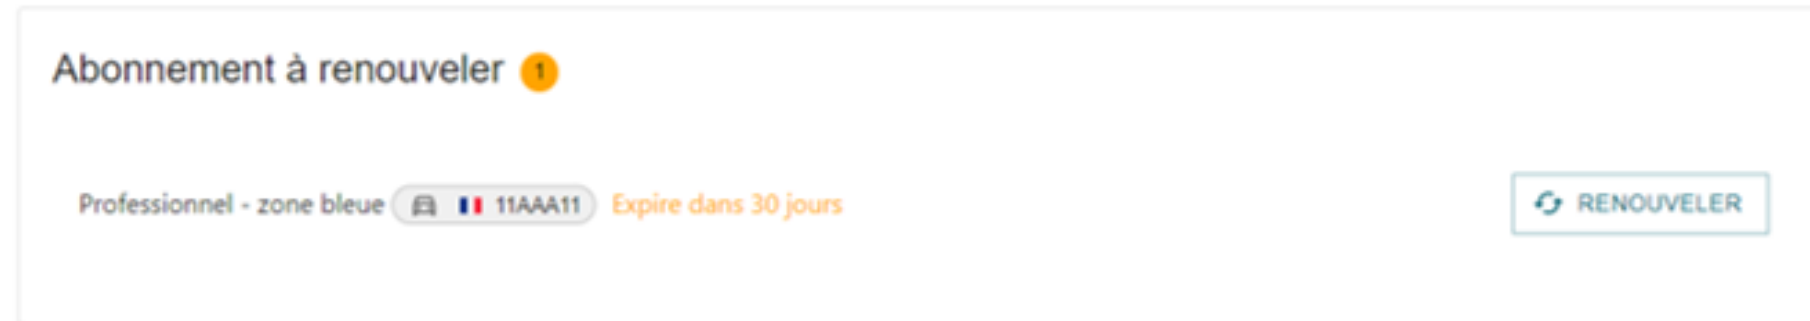 Abonnement à renouveler 1
Professionnel - zone bleue 11AAA11 Expire dans 30 jours RENOUVELER